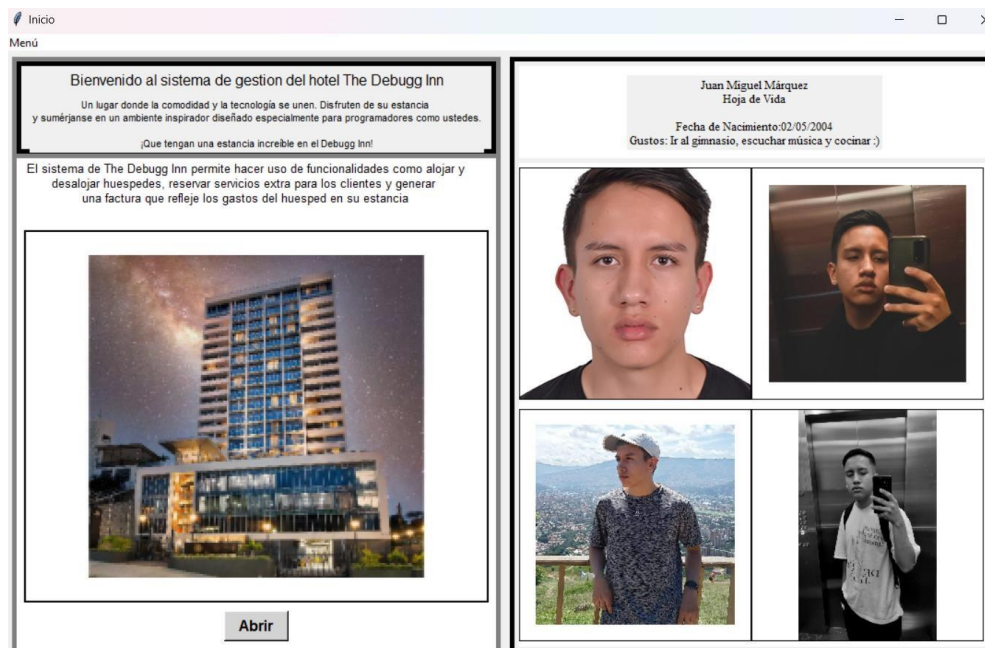 Inicio
Menú
Bienvenido al sistema de gestion del hotel The Debugg Inn
Un lugar donde la comodidad y la tecnología se unen. Disfruten de su estancia
y sumérjanse en un ambiente inspirador diseñado especialmente para programadores como ustedes.
¡Que tengan una estancia increíble en el Debugg Inn!
El sistema de The Debugg Inn permite hacer uso de funcionalidades como alojar y
desalojar huespedes, reservar servicios extra para los clientes y generar
una factura que refleje los gastos del huesped en su estancia
Abrir
Juan Miguel Márquez
Hoja de Vida
Fecha de Nacimiento:02/05/2004
Gustos: Ir al gimnasio, escuchar música y cocinar :)